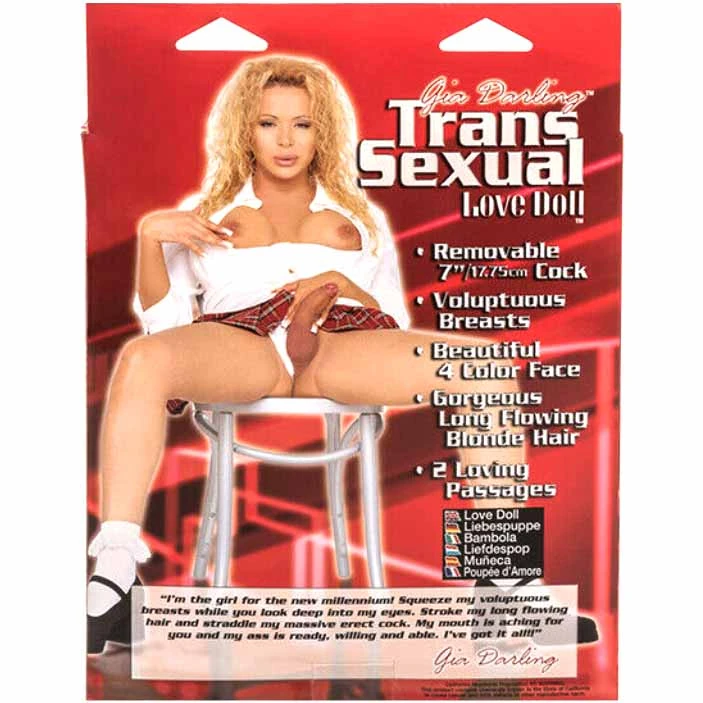 Gia Darling™
Trans
Sexual
Love Doll™
• Removable
7"/17.75cm Cock
• Voluptuous
Breasts
• Beautiful
4 Color Face
• Gorgeous
Long Flowing
Blonde Hair
• 2 Loving
Passages
Love Doll
Liebespuppe
Bambola
Liefdespop
Muñeca
Poupée d'Amore
"I'm the girl for the new millennium! Squeeze my voluptuous
breasts while you look deep into my eyes. Stroke my long flowing
hair and straddle my massive erect cock. My mouth is aching for
you and my ass is ready, willing and able. I've got it all!!"
Gia Darling